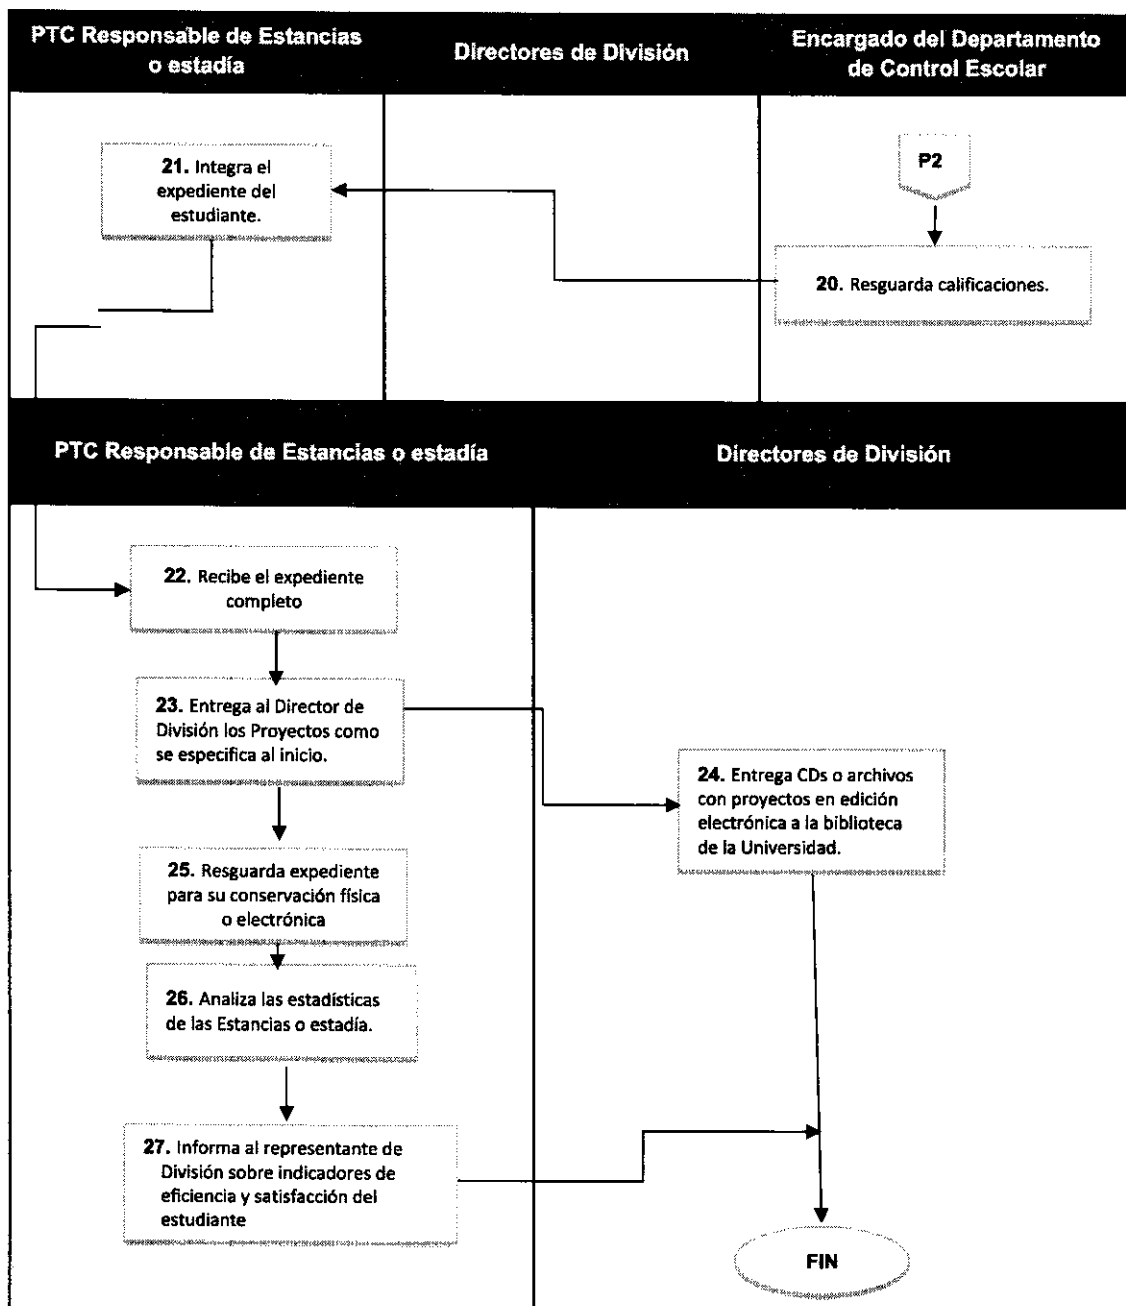 PTC Responsable de Estancias
o estadía
Directores de División
Encargado del Departamento
de Control Escolar
21. Integra el
expediente del
estudiante.
P2
20. Resguarda calificaciones.
PTC Responsable de Estancias o estadía
Directores de División
22. Recibe el expediente
completo
23. Entrega al Director de
División los Proyectos como
se especifica al inicio.
24. Entrega CDs o archivos
con proyectos en edición
electrónica a la biblioteca
de la Universidad.
25. Resguarda expediente
para su conservación física
o electrónica
26. Analiza las estadísticas
de las Estancias o estadía.
27. Informa al representante de
División sobre indicadores de
eficiencia y satisfacción del
estudiante
FIN